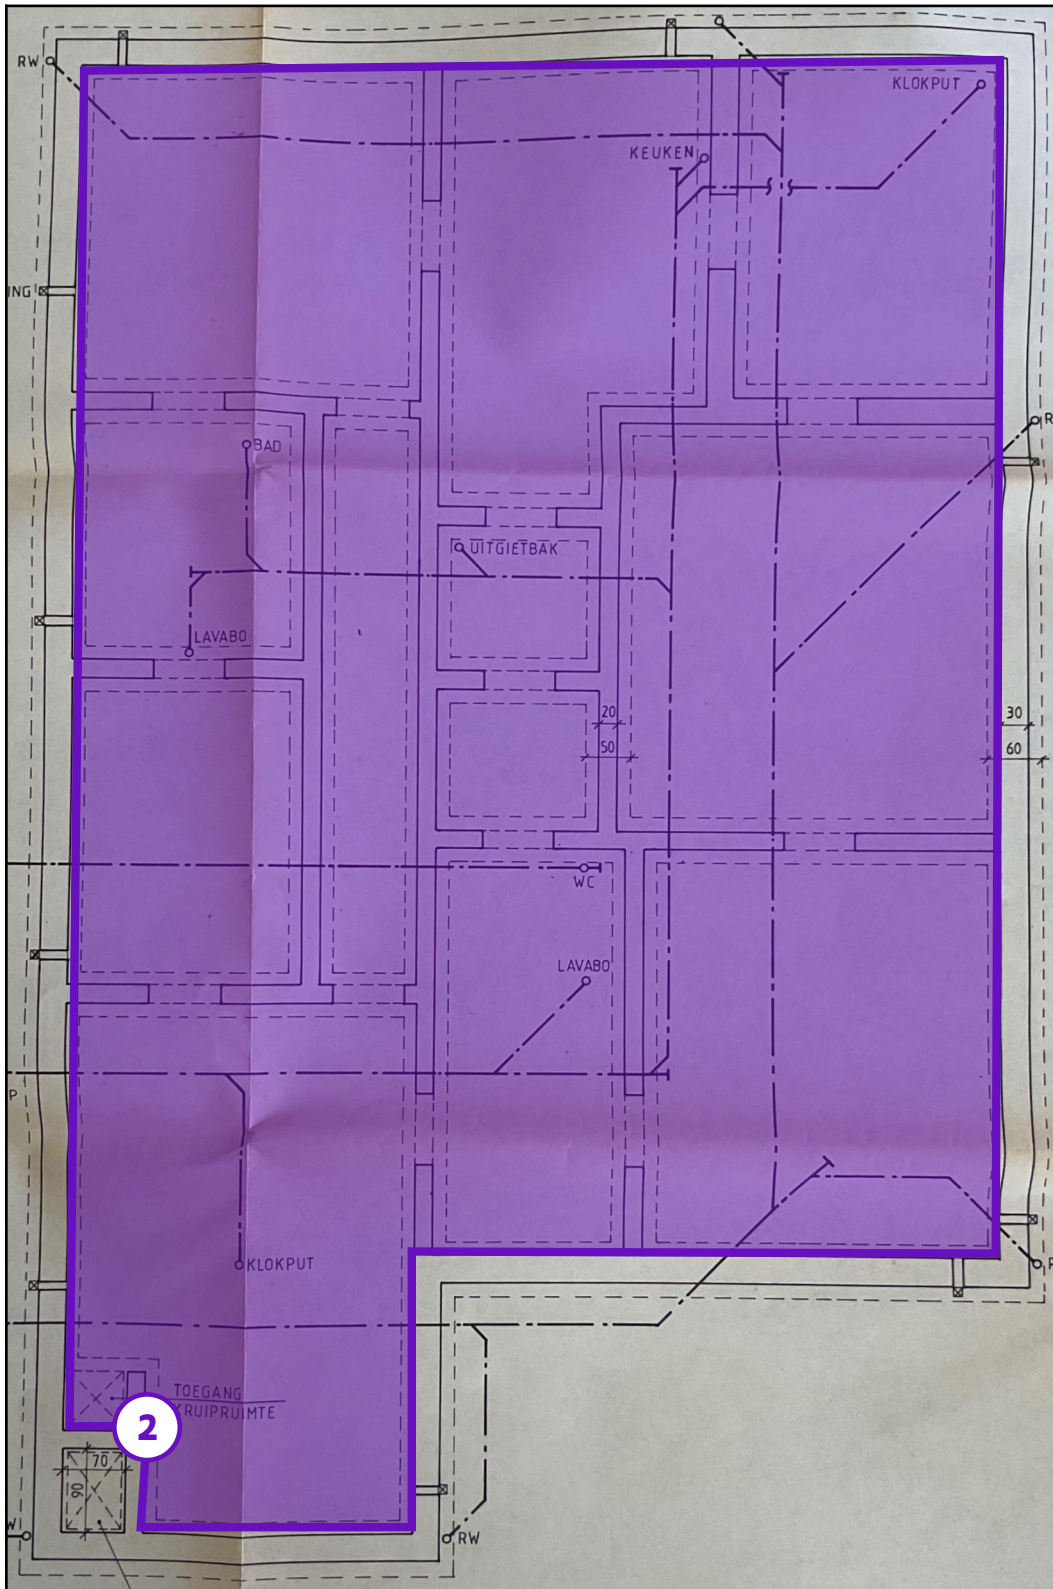 RW
KLOKPUT
KEUKEN
ING
BAD
R
UITGIETBAK
LAVABO
20
50
30
60
WC
LAVABO
P
KLOKPUT
R
TOEGANG
KRUIPRUIMTE
2
70
90
W
RW